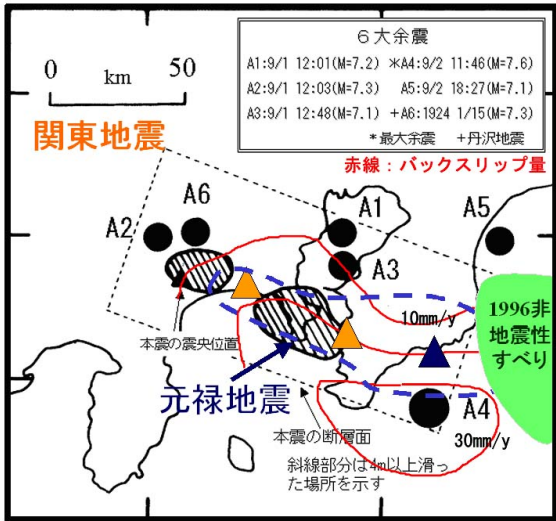 6大余震
A1:9/1 12:01(M=7.2) *A4:9/2 11:46(M=7.6)
A2:9/1 12:03(M=7.3) A5:9/2 18:27(M=7.1)
A3:9/1 12:48(M=7.1) +A6:1924 1/15(M=7.3)
*最大余震 +丹沢地震
0 50
km
関東地震
赤線：バックスリップ量
A6
A2
A1
A5
A3
1996非
地震性
すべり
10mm/y
本震の震央位置
元禄地震
A4
本震の断層面
30mm/y
斜線部分は4m以上滑っ
た場所を示す